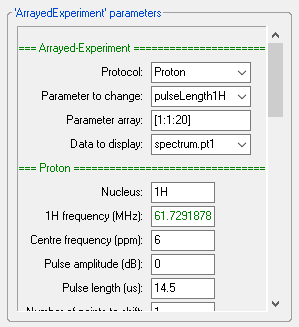 'ArrayedExperiment' parameters
=== Arrayed-Experiment ==============================
Protocol: Proton
Parameter to change: pulseLength1H
Parameter array: [1:1:20]
Data to display: spectrum.pt1
=== Proton ========================================
Nucleus: 1H
1H frequency (MHz): 61.7291878
Centre frequency (ppm): 6
Pulse amplitude (dB): 0
Pulse length (us): 14.5
Number of points to shift: 1